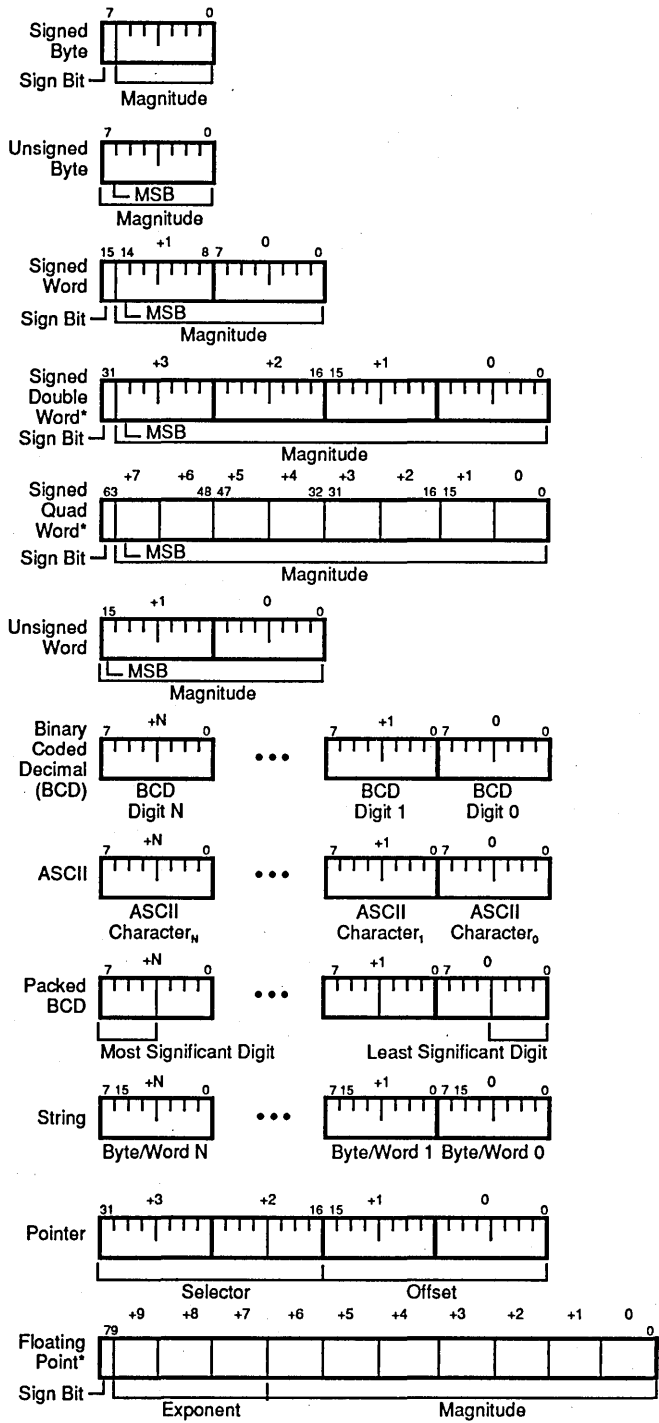 7 0
Signed
Byte
Sign Bit
Magnitude
7 0
Unsigned
Byte
MSB
Magnitude
+1 0
15 14 8 7 0
Signed
Word
Sign Bit MSB
Magnitude
+3 +2 +1 0
31 16 15 0
Signed
Double
Word*
Sign Bit MSB
Magnitude
+7 +6 +5 +4 +3 +2 +1 0
63 48 47 32 31 16 15 0
Signed
Quad
Word*
Sign Bit MSB
Magnitude
+1 0
15 0
Unsigned
Word
MSB
Magnitude
+N +1 0
7 0 7 0 7 0
Binary
Coded
Decimal
(BCD)
•••
BCD BCD BCD
Digit N Digit 1 Digit 0
+N +1 0
7 0 7 0 7 0
ASCII •••
ASCII ASCII ASCII
Character_N Character_1 Character_0
+N +1 0
7 0 7 0 7 0
Packed
BCD
•••
Most Significant Digit Least Significant Digit
+N +1 0
7 15 0 7 15 0 7 15 0
String •••
Byte/Word N Byte/Word 1 Byte/Word 0
+3 +2 +1 0
31 16 15 0
Pointer
Selector Offset
+9 +8 +7 +6 +5 +4 +3 +2 +1 0
79 0
Floating
Point*
Sign Bit
Exponent Magnitude